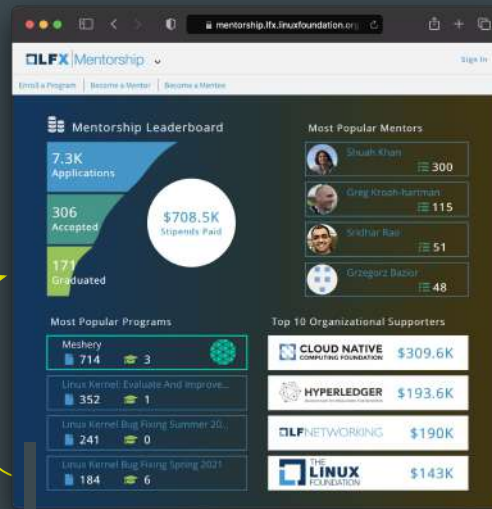 mentorship.lfx.linuxfoundation.org
LFX Mentorship
Sign In
Enroll a Program
Become a Mentor
Become a Mentee
Mentorship Leaderboard
7.3K
Applications
306
Accepted
171
Graduated
$708.5K
Stipends Paid
Most Popular Mentors
Shuah Khan
300
Greg Kroah-hartman
115
Sridhar Rao
51
Grzegorz Bazior
48
Most Popular Programs
Meshery
714 3
Linux Kernel: Evaluate And Improve...
352 1
Linux Kernel Bug Fixing Summer 20...
241 0
Linux Kernel Bug Fixing Spring 2021
184 6
Top 10 Organizational Supporters
CLOUD NATIVE
COMPUTING FOUNDATION
$309.6K
HYPERLEDGER
$193.6K
LFNETWORKING
$190K
THE
LINUX
FOUNDATION
$143K